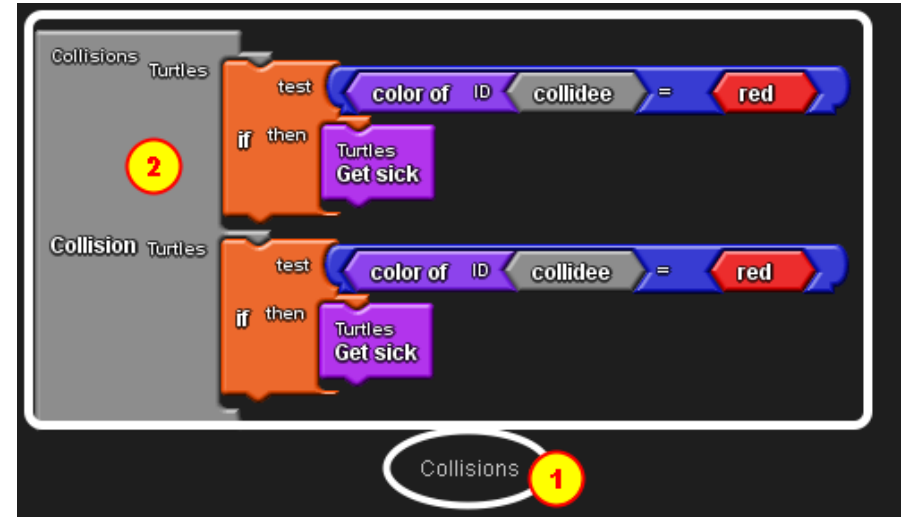 Collisions
Turtles
test color of ID collidee = red
if then
Turtles
Get sick
2
Collision Turtles
test color of ID collidee = red
if then
Turtles
Get sick
Collisions
1